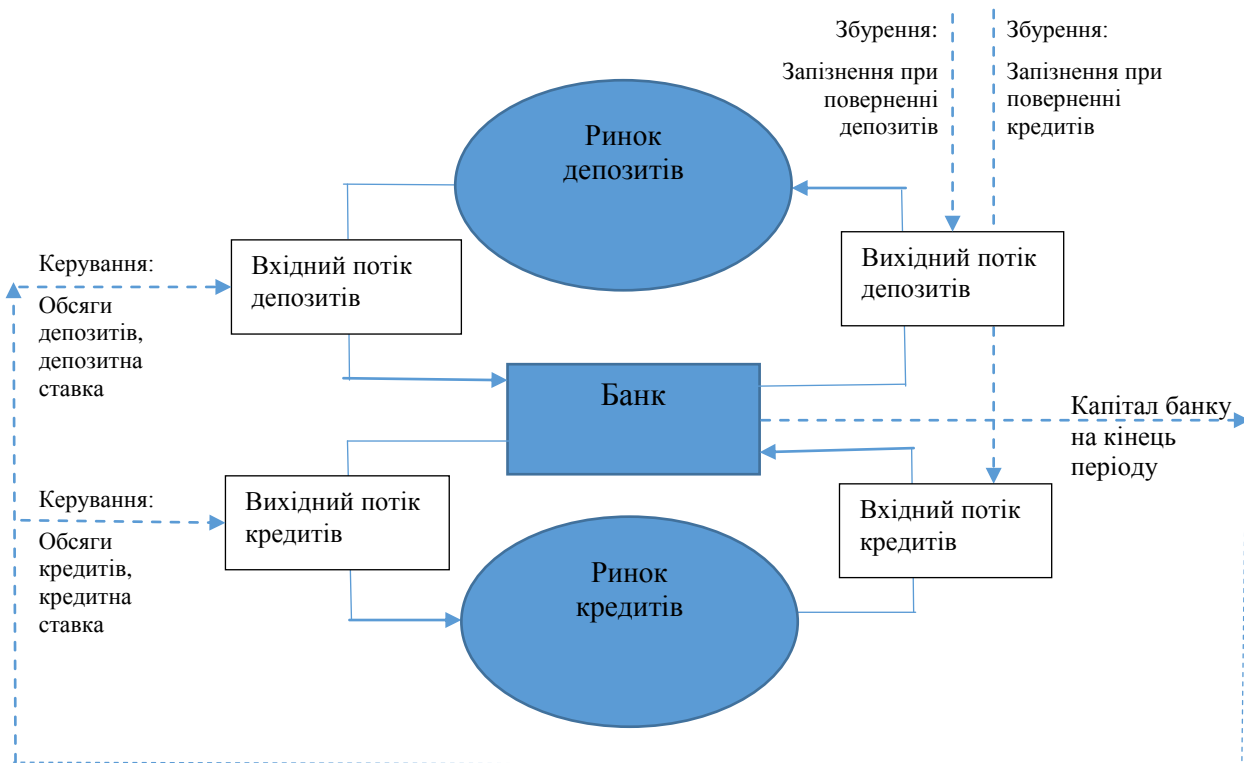 Збурення:
Запізнення при
поверненні
депозитів
Збурення:
Запізнення при
поверненні
кредитів
Ринок
депозитів
Керування:
Обсяги
депозитів,
депозитна
ставка
Вхідний потік
депозитів
Вихідний потік
депозитів
Банк
Капітал банку
на кінець
періоду
Керування:
Обсяги
кредитів,
кредитна
ставка
Вихідний потік
кредитів
Вхідний потік
кредитів
Ринок
кредитів